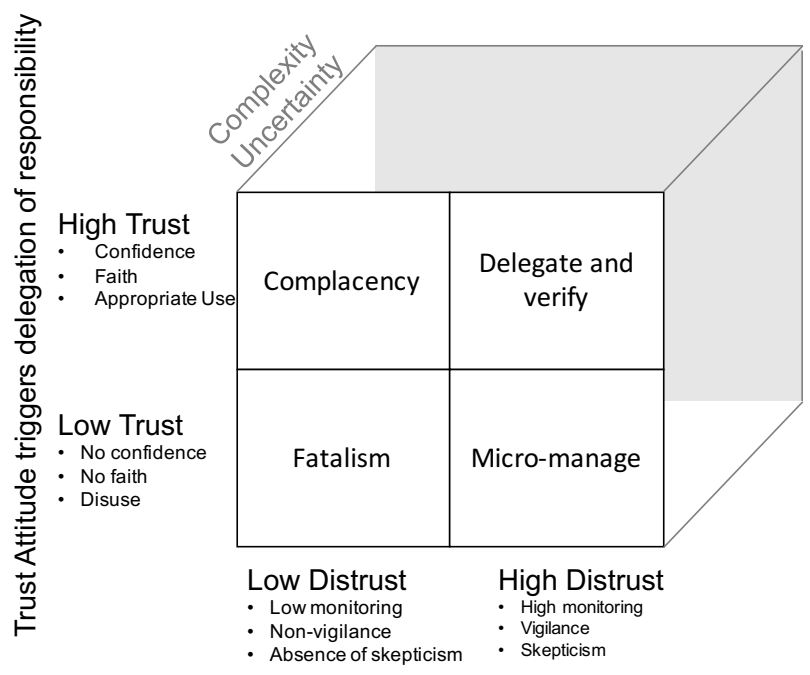 Trust Attitude triggers delegation of responsibility
Complexity
Uncertainty
High Trust
• Confidence
• Faith
• Appropriate Use
Complacency
Delegate and
verify
Low Trust
• No confidence
• No faith
• Disuse
Fatalism
Micro-manage
Low Distrust
• Low monitoring
• Non-vigilance
• Absence of skepticism
High Distrust
• High monitoring
• Vigilance
• Skepticism